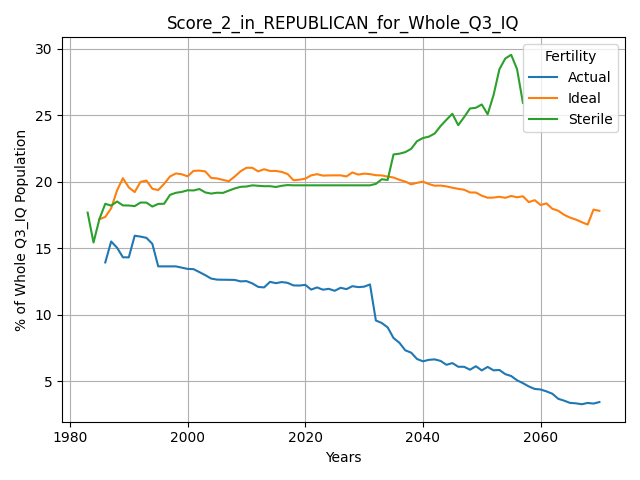 Score_2_in_REPUBLICAN_for_Whole_Q3_IQ
Fertility
Actual
Ideal
Sterile
% of Whole Q3_IQ Population
30
25
20
15
10
5
1980
2000
2020
2040
2060
Years